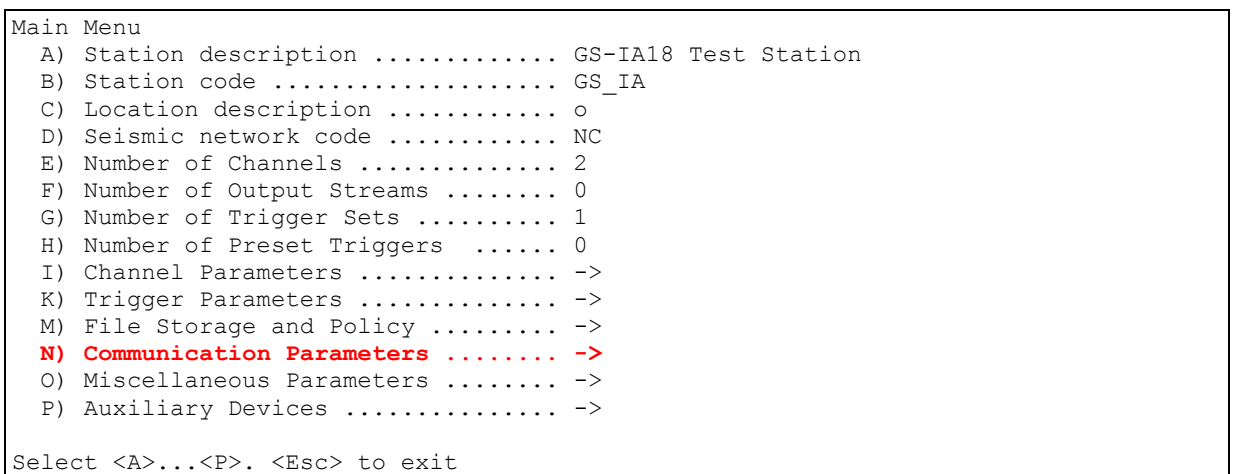 Main Menu
A) Station description ............. GS-IA18 Test Station
B) Station code .................... GS_IA
C) Location description ............ o
D) Seismic network code ............ NC
E) Number of Channels .............. 2
F) Number of Output Streams ........ 0
G) Number of Trigger Sets .......... 1
H) Number of Preset Triggers  ...... 0
I) Channel Parameters .............. ->
K) Trigger Parameters .............. ->
M) File Storage and Policy ......... ->
N) Communication Parameters ........ ->
O) Miscellaneous Parameters ........ ->
P) Auxiliary Devices ............... ->
Select <A>...<P>. <Esc> to exit